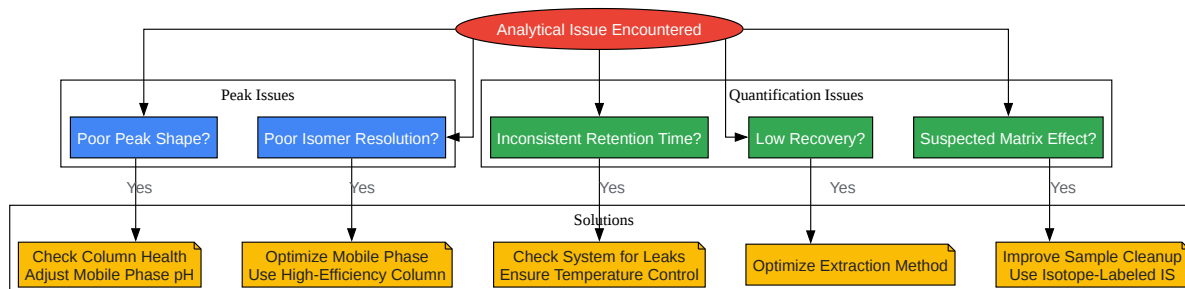 Analytical Issue Encountered
Peak Issues
Quantification Issues
Poor Peak Shape?
Poor Isomer Resolution?
Inconsistent Retention Time?
Low Recovery?
Suspected Matrix Effect?
Yes
Yes
Yes
Yes
Yes
Solutions
Check Column Health
Adjust Mobile Phase pH
Optimize Mobile Phase
Use High-Efficiency Column
Check System for Leaks
Ensure Temperature Control
Optimize Extraction Method
Improve Sample Cleanup
Use Isotope-Labeled IS